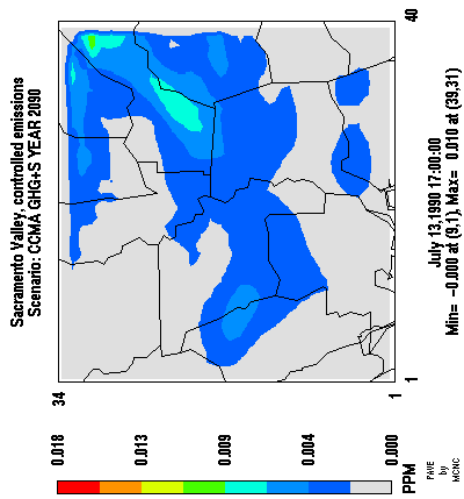 Sacramento Valley, controlled emissions
Scenario: CCMA GHG+S YEAR 2090
0.018
0.013
0.009
0.004
0.000
PPM
34
1
1
40
July 13,1990 17:00:00
Min= -0.000 at (9,1), Max= 0.010 at (39,31)
PAVE
by
MCNC